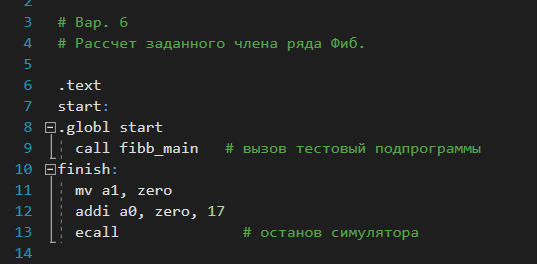 2
3 # Вар. 6
4 # Рассчет заданного члена ряда Фиб.
5
6 .text
7 start:
8 .globl start
9 call fibb_main # вызов тестовый подпрограммы
10 finish:
11 mv a1, zero
12 addi a0, zero, 17
13 ecall # останов симулятора
14